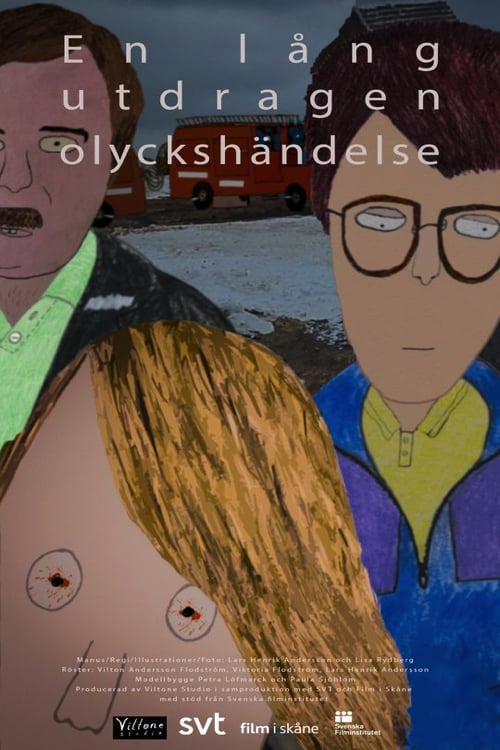 En lång
utdragen
olyckshändelse
Manus/Regi/Illustrationer/Foto: Lars Henrik Andersson och Lisa Rydberg
Röster: Vilton Andersson Flodström, Viktoria Flodström, Lars Henrik Andersson
Modellbygge Petra Löfmarck och Paula Sjöblom
Producerad av Viltone Studio i samproduktion med SVT och Film i Skåne
med stöd från Svenska filminstitutet
Viltone
Studio
svt
film i skåne
Svenska
Filminstitutet